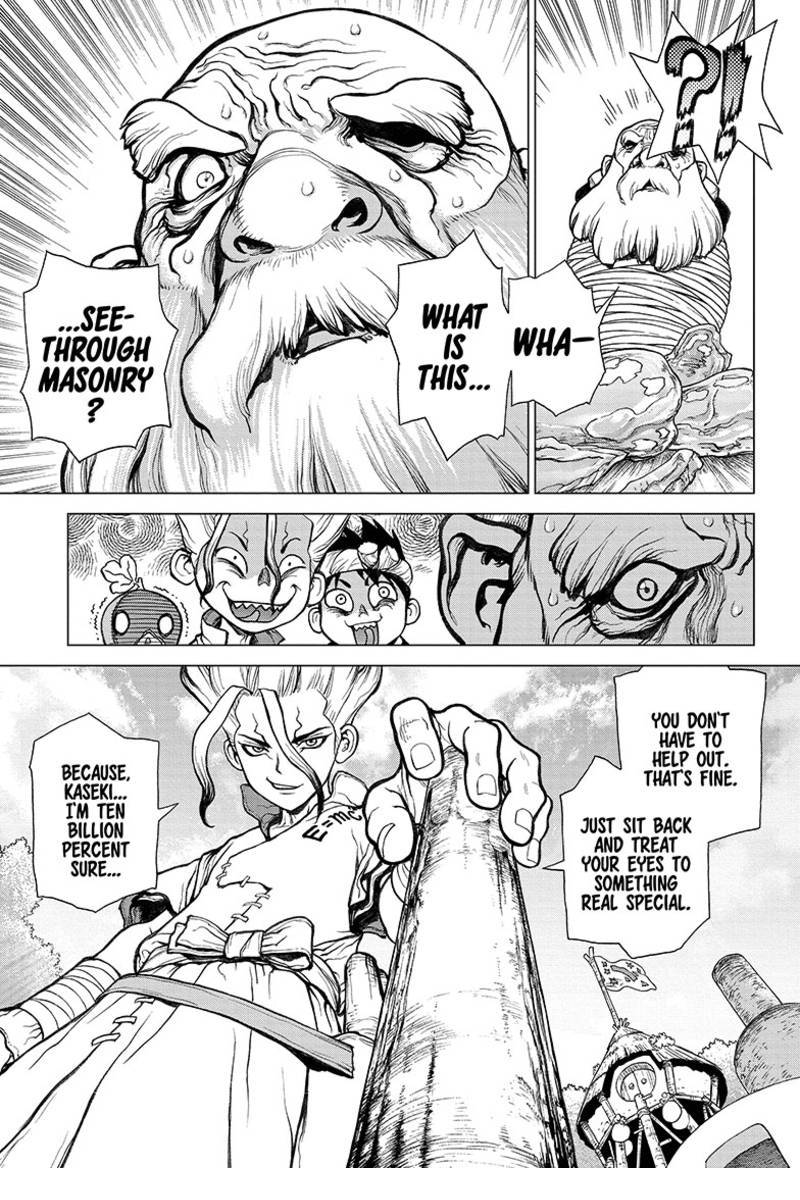 ?!
WHA-
WHAT
IS
THIS...
...SEE-
THROUGH
MASONRY
?
YOU DON'T
HAVE TO
HELP OUT.
THAT'S FINE.
JUST SIT BACK
AND TREAT
YOUR EYES TO
SOMETHING
REAL SPECIAL.
BECAUSE,
KASEKI...
I'M TEN
BILLION
PERCENT
SURE...
E=mc